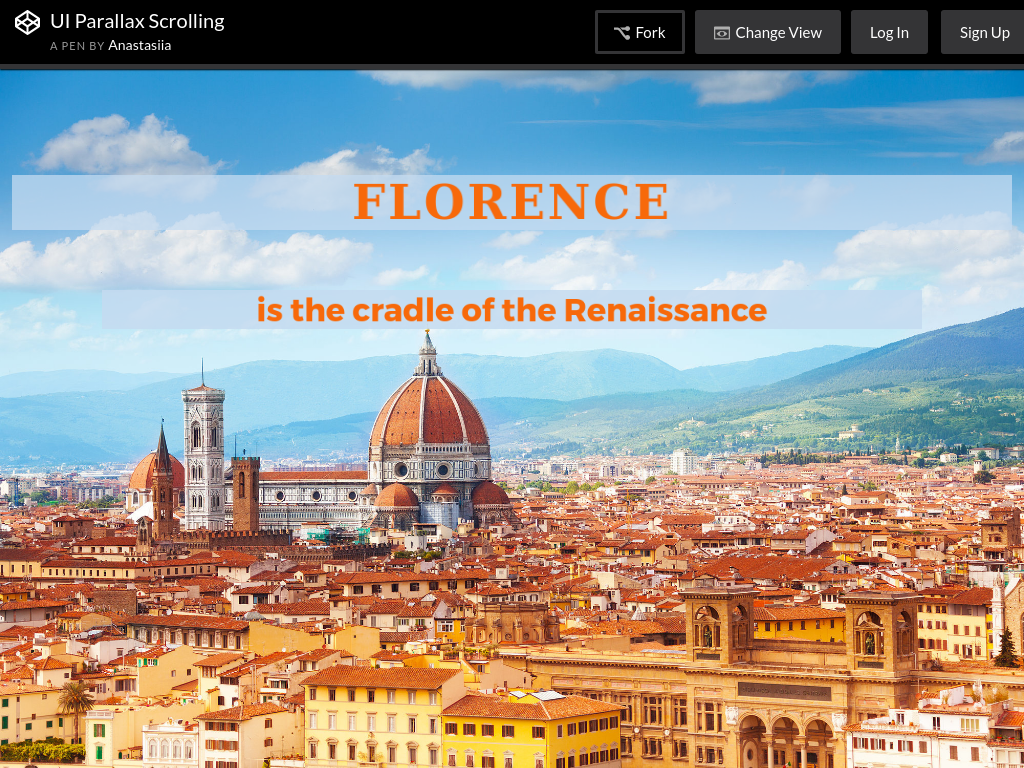 UI Parallax Scrolling
A PEN BY Anastasiia
Fork
Change View
Log In
Sign Up
FLORENCE
is the cradle of the Renaissance